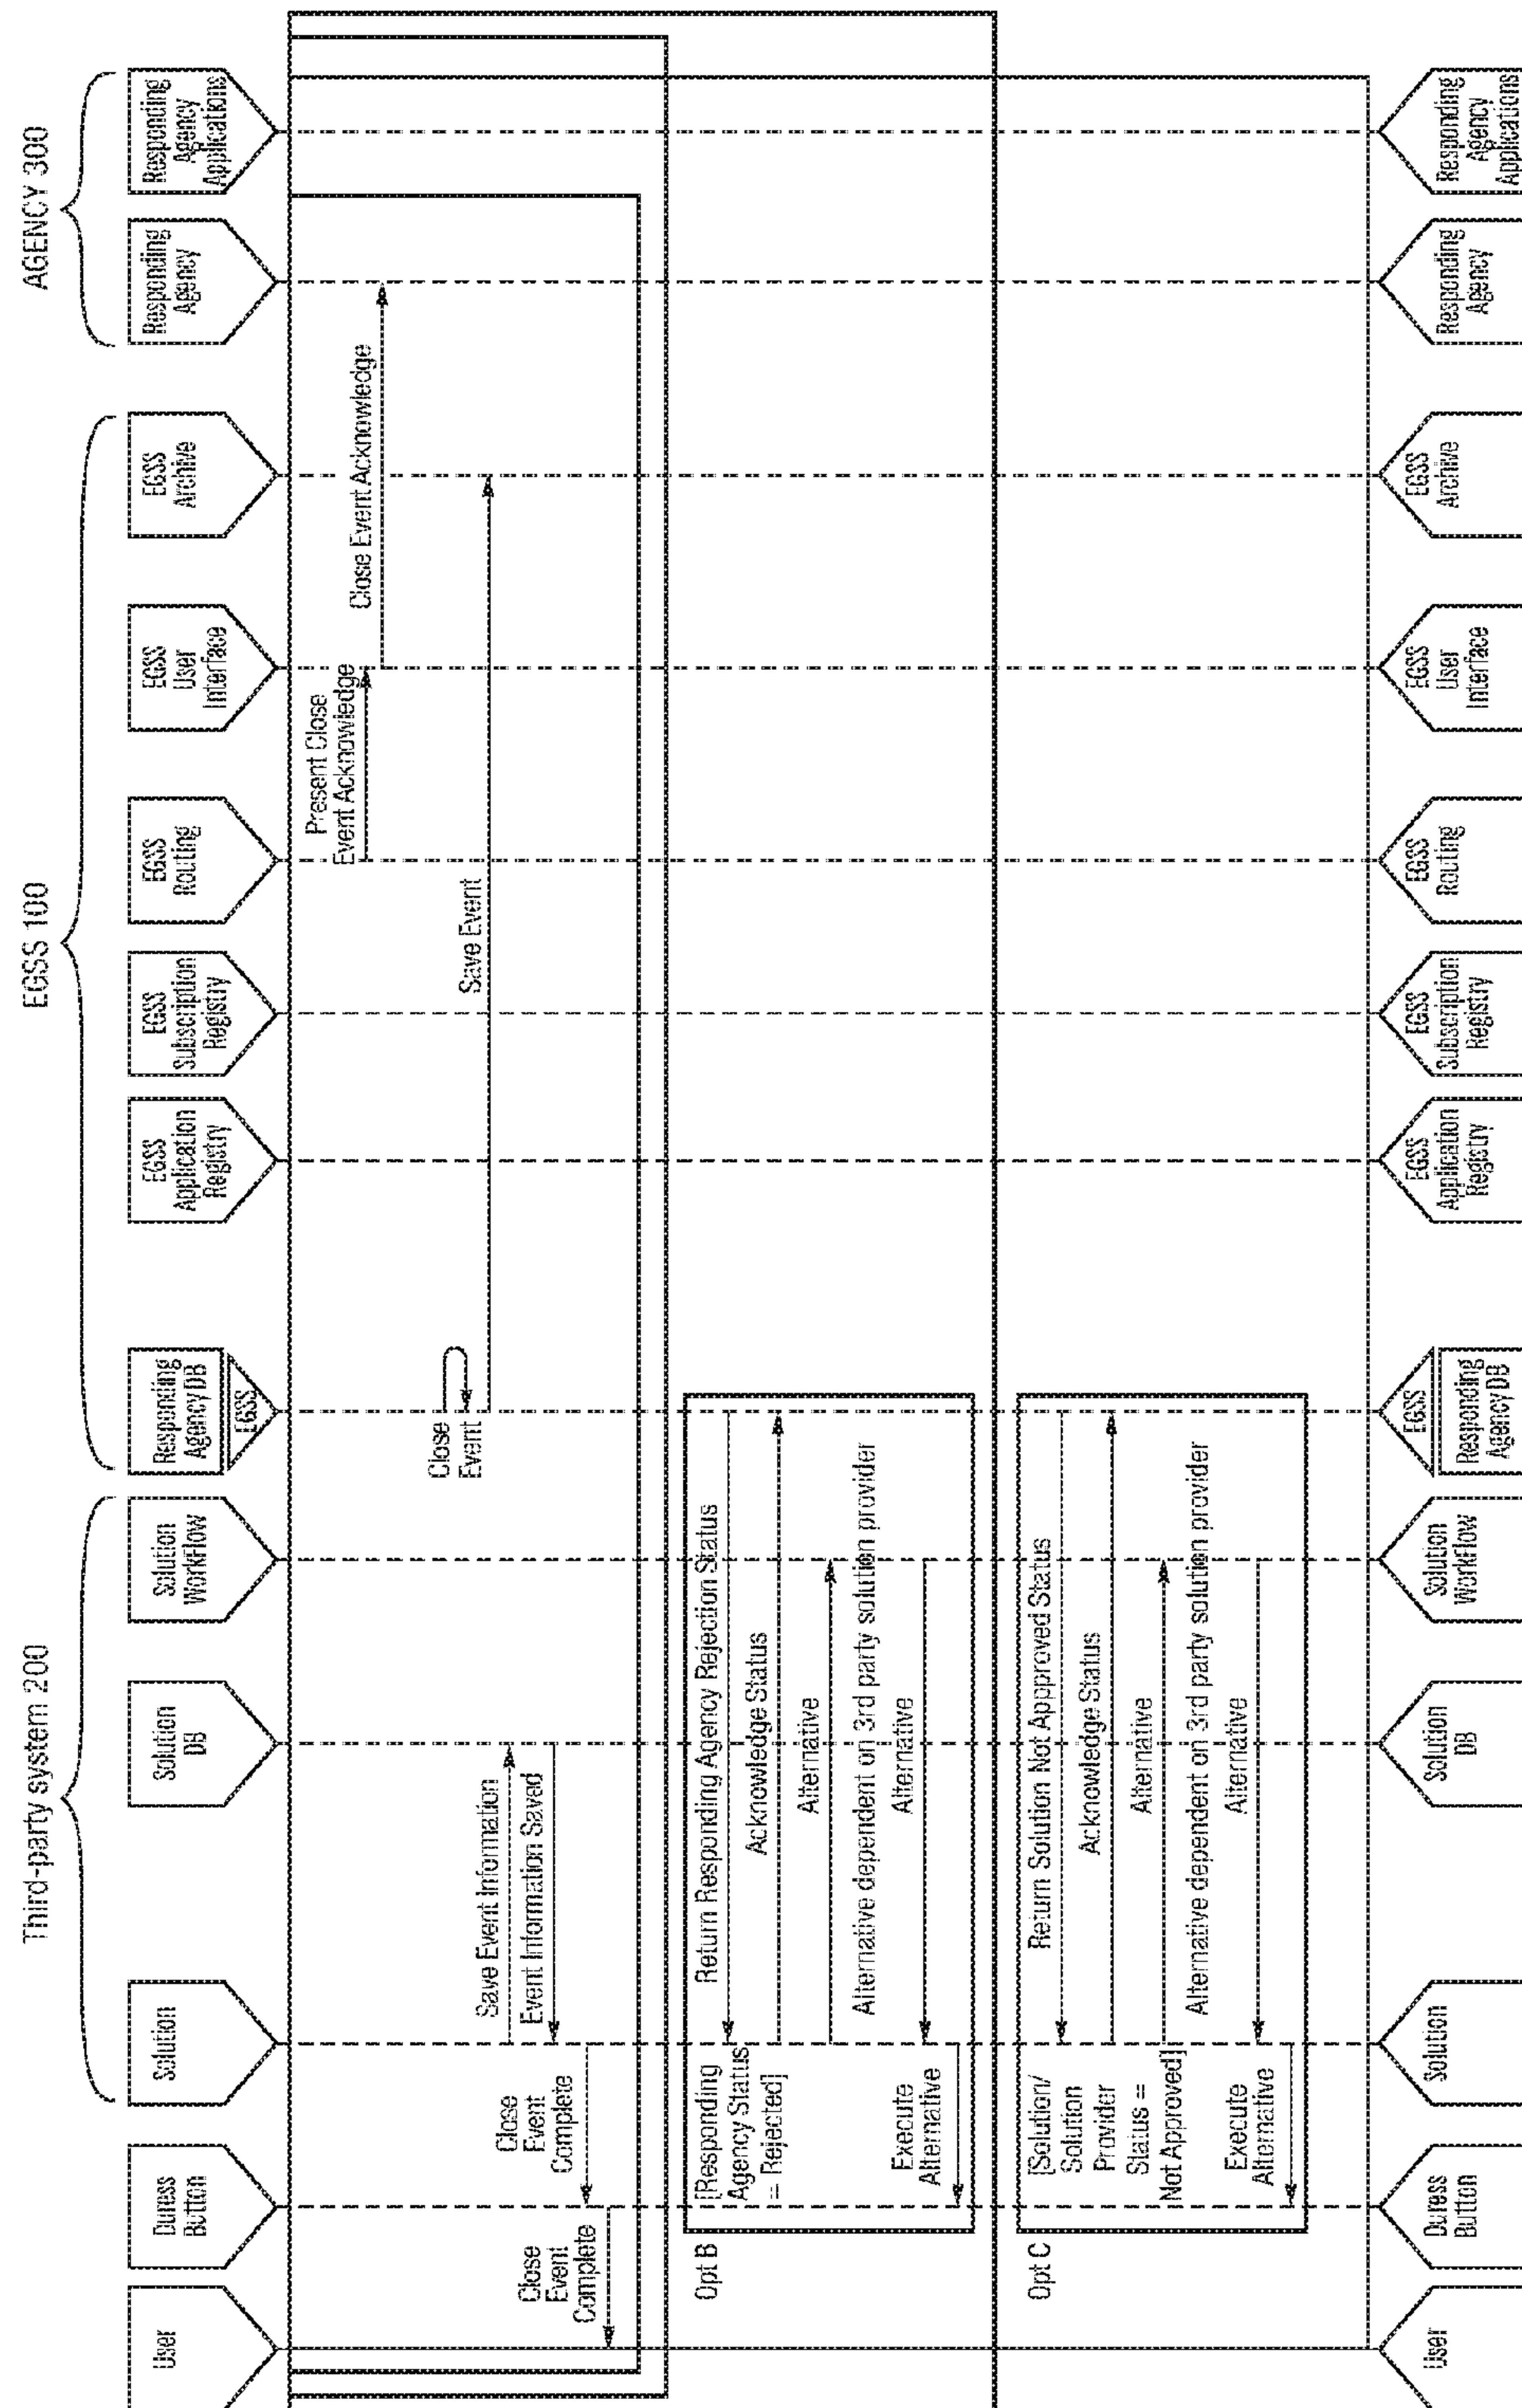 Third-party system 200
EGSS 100
AGENCY 300
User
Duress
Button
Solution
Solution
DB
Solution
WorkFlow
Responding
Agency DB
EGSS
EGSS
Application
Registry
EGSS
Subscription
Registry
EGSS
Routing
EGSS
User
Interface
EGSS
Archive
Responding
Agency
Responding
Agency
Applications
Present Close
Event Acknowledge
Close Event Acknowledge
Close
Event
Save Event
Save Event Information
Event Information Saved
Close
Event
Complete
Close
Event
Complete
Opt B
[Responding
Agency Status
= Rejected]
Return Responding Agency Rejection Status
Acknowledge Status
Alternative
Alternative dependent on 3rd party solution provider
Alternative
Execute
Alternative
Opt C
[Solution/
Solution
Provider
Status =
Not Approved]
Return Solution Not Approved Status
Acknowledge Status
Alternative
Alternative dependent on 3rd party solution provider
Alternative
Execute
Alternative
User
Duress
Button
Solution
Solution
DB
Solution
WorkFlow
EGSS
Responding
Agency DB
EGSS
Application
Registry
EGSS
Subscription
Registry
EGSS
Routing
EGSS
User
Interface
EGSS
Archive
Responding
Agency
Responding
Agency
Applications